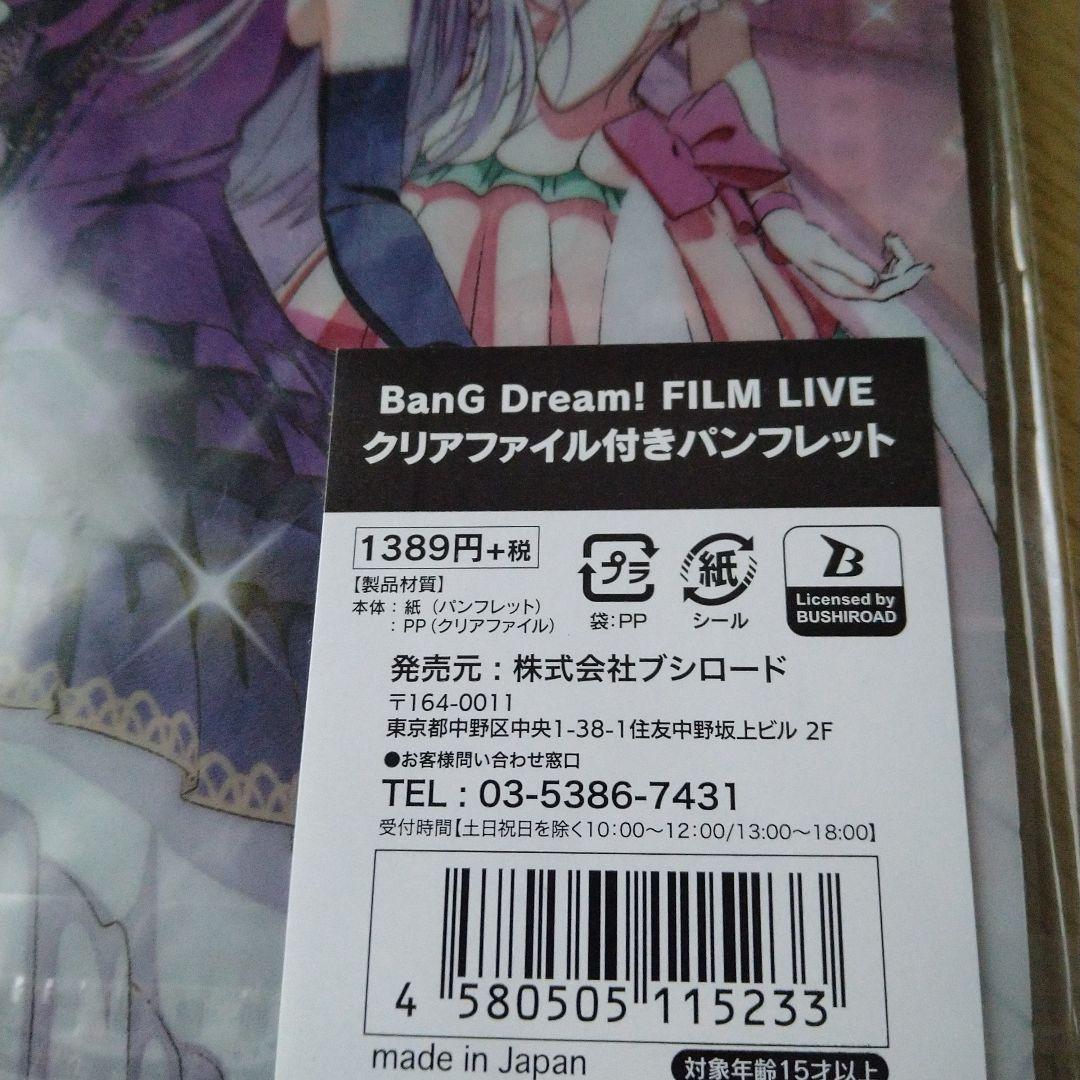 BanG Dream! FILM LIVE
クリアファイル付きパンフレット
1389円+税
【製品材質】
本体：紙（パンフレット）
：PP（クリアファイル）
プラ
袋：PP
紙
シール
B
Licensed by
BUSHIROAD
発売元：株式会社ブシロード
〒164-0011
東京都中野区中央1-38-1住友中野坂上ビル 2F
●お客様問い合わせ窓口
TEL：03-5386-7431
受付時間【土日祝日を除く10：00～12：00/13：00～18：00】
4 580505 115233
made in Japan
対象年齢15才以上